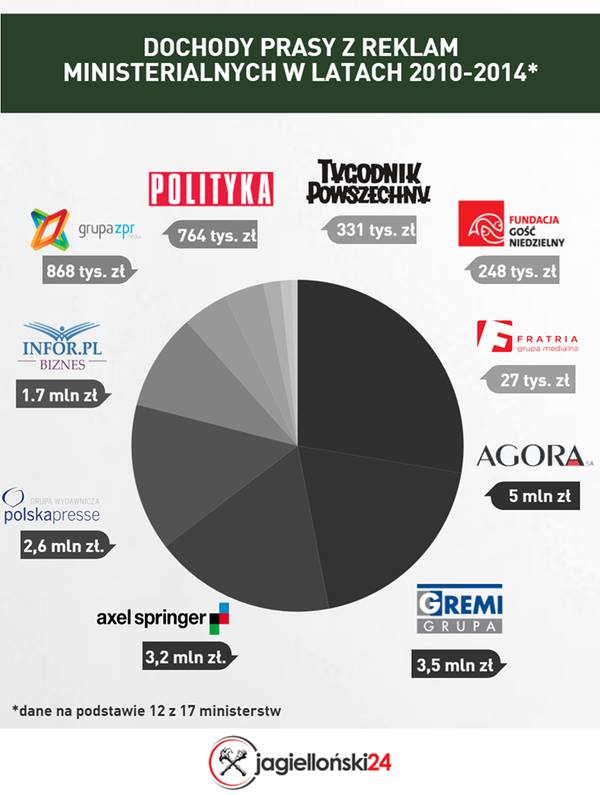 DOCHODY PRASY Z REKLAM
MINISTERIALNYCH W LATACH 2010-2014*
POLITYKA
764 tys. zł
TYGODNIK
POWSZECHNY
331 tys. zł
grupazpr
media
868 tys. zł
FUNDACJA
GOŚĆ
NIEDZIELNY
248 tys. zł
INFOR.PL
BIZNES
1.7 mln zł
FRATRIA
grupa medialna
27 tys. zł
AGORA SA
5 mln zł
GRUPA WYDAWNICZA
polskapresse
2,6 mln zł.
axel springer
3,2 mln zł.
GREMI
GRUPA
3,5 mln zł
*dane na podstawie 12 z 17 ministerstw
jagielloński24